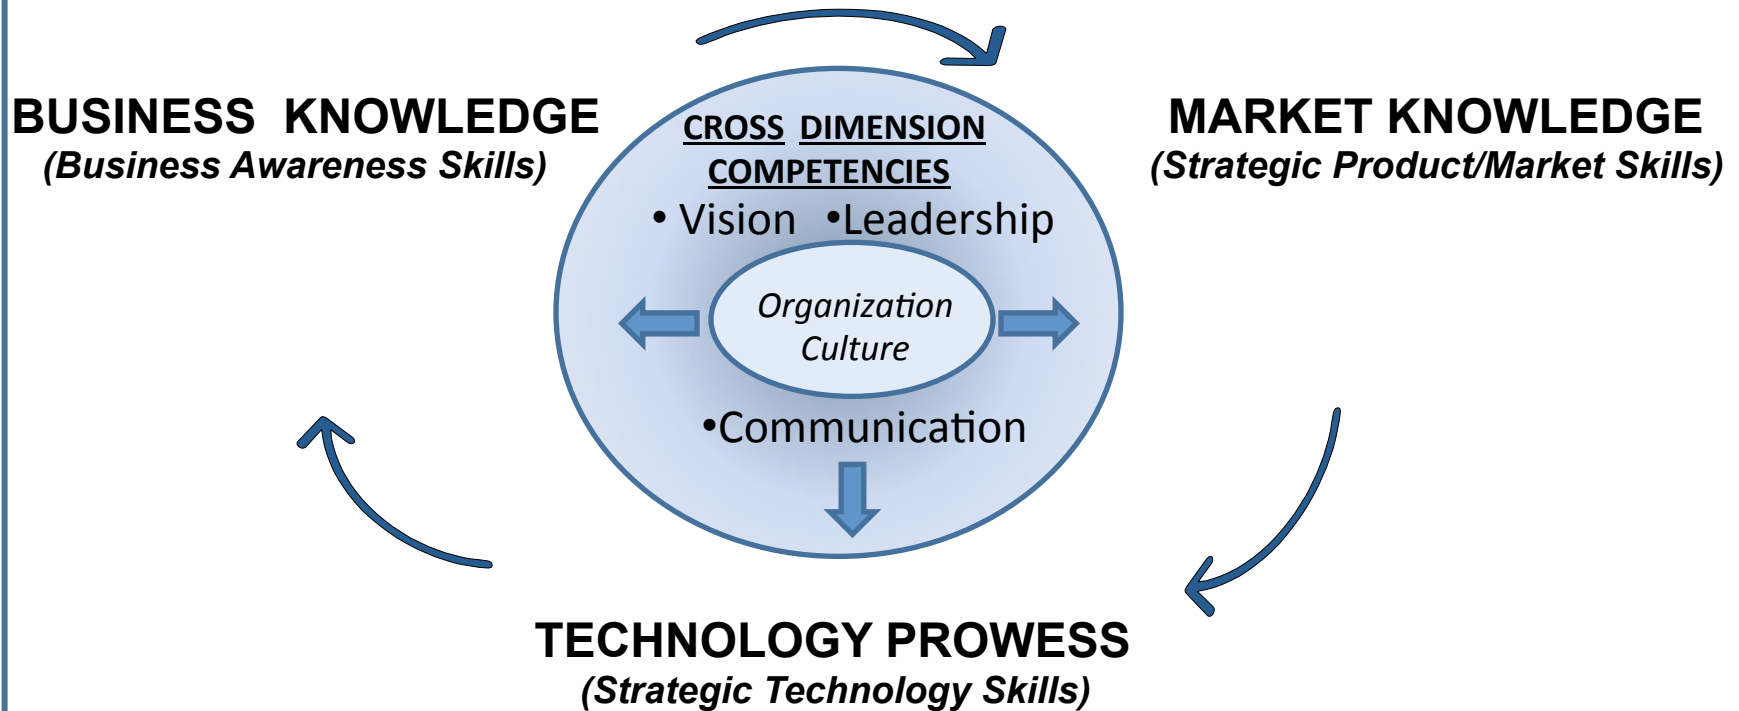 BUSINESS KNOWLEDGE
(Business Awareness Skills)
CROSS DIMENSION
COMPETENCIES
• Vision •Leadership
Organization
Culture
•Communication
MARKET KNOWLEDGE
(Strategic Product/Market Skills)
TECHNOLOGY PROWESS
(Strategic Technology Skills)